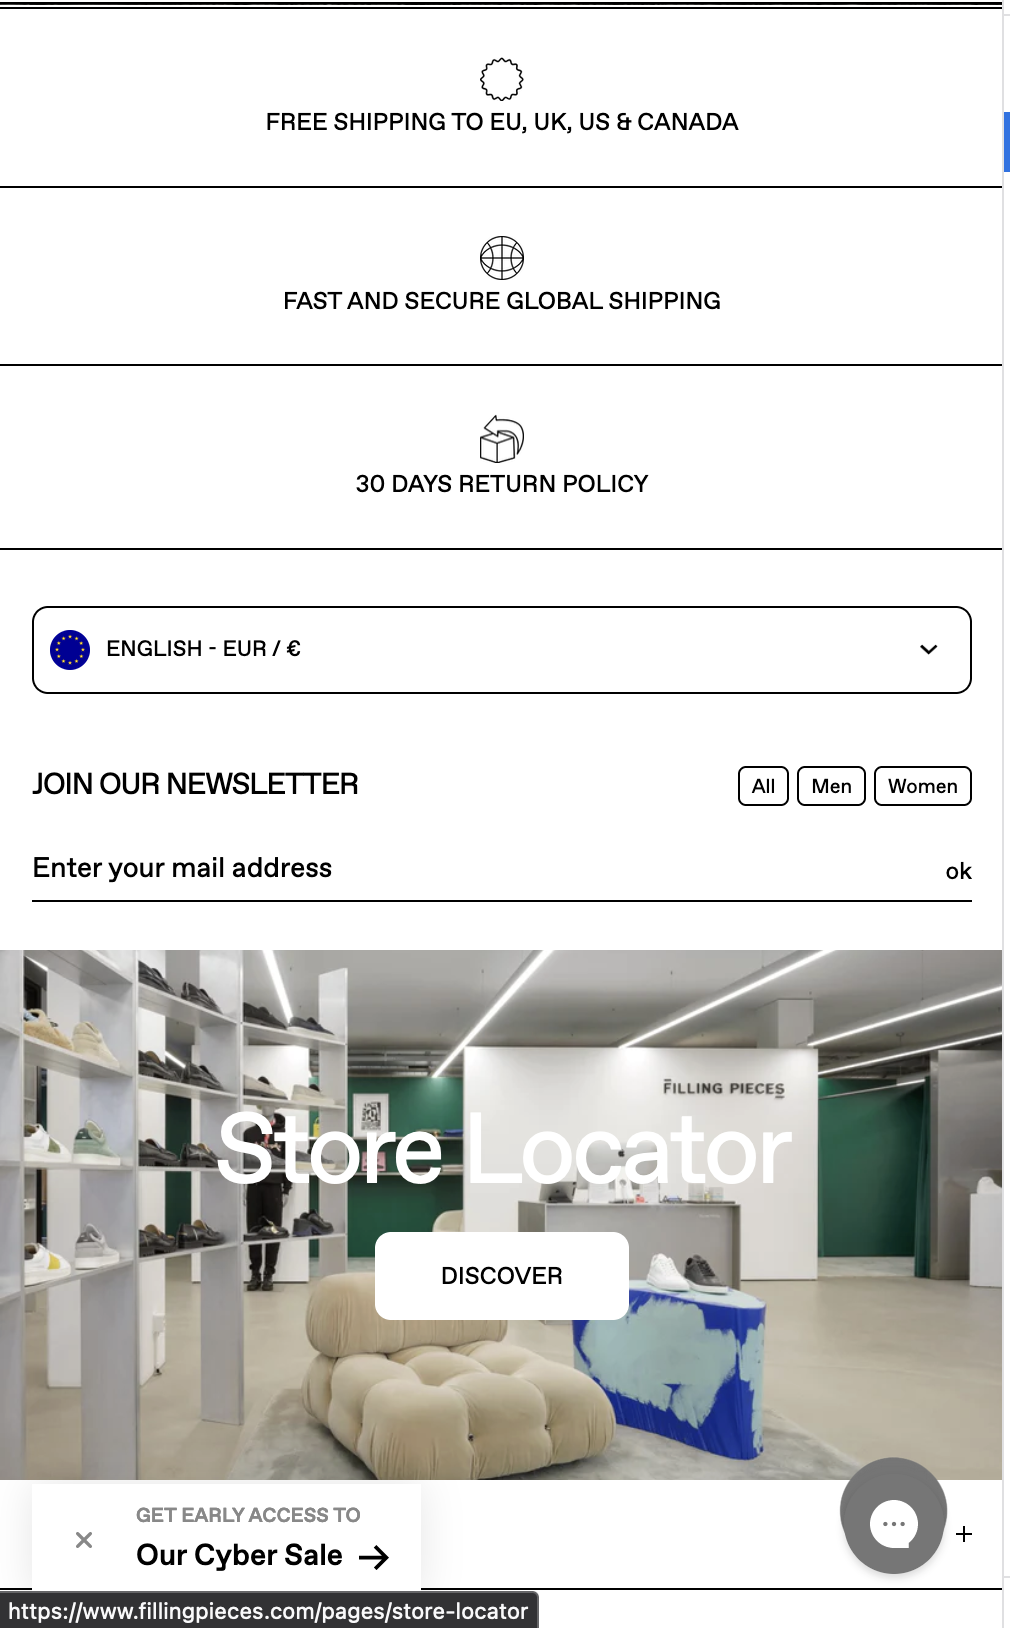 FREE SHIPPING TO EU, UK, US & CANADA
FAST AND SECURE GLOBAL SHIPPING
30 DAYS RETURN POLICY
ENGLISH - EUR / €
JOIN OUR NEWSLETTER
All
Men
Women
Enter your mail address
ok
FILLING PIECES
Store Locator
DISCOVER
GET EARLY ACCESS TO
Our Cyber Sale →
https://www.fillingpieces.com/pages/store-locator